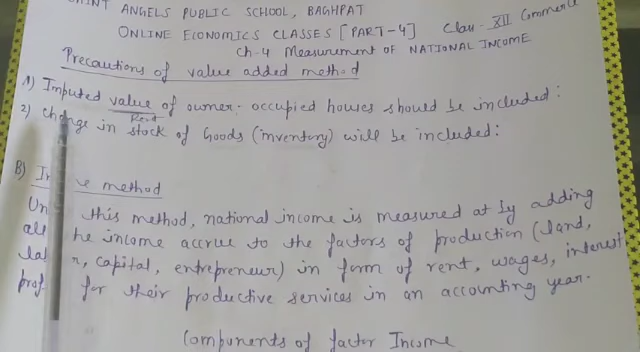 ANGELS PUBLIC SCHOOL, BAGHPAT
ONLINE ECONOMICS CLASSES [PART-4] Class-XII Commerce
Ch-4 Measurement OF NATIONAL INCOME
Precautions of value added method
1) Imputed value of owner-occupied houses should be included:
Rent
2) Change in stock of Goods (inventory) will be included:
B) method
this method, national income is measured at by adding
income accrue to the factors of production (land,
capital, entrepreneur) in form of rent, wages, interest
for their productive services in an accounting year.
Components of factor Income